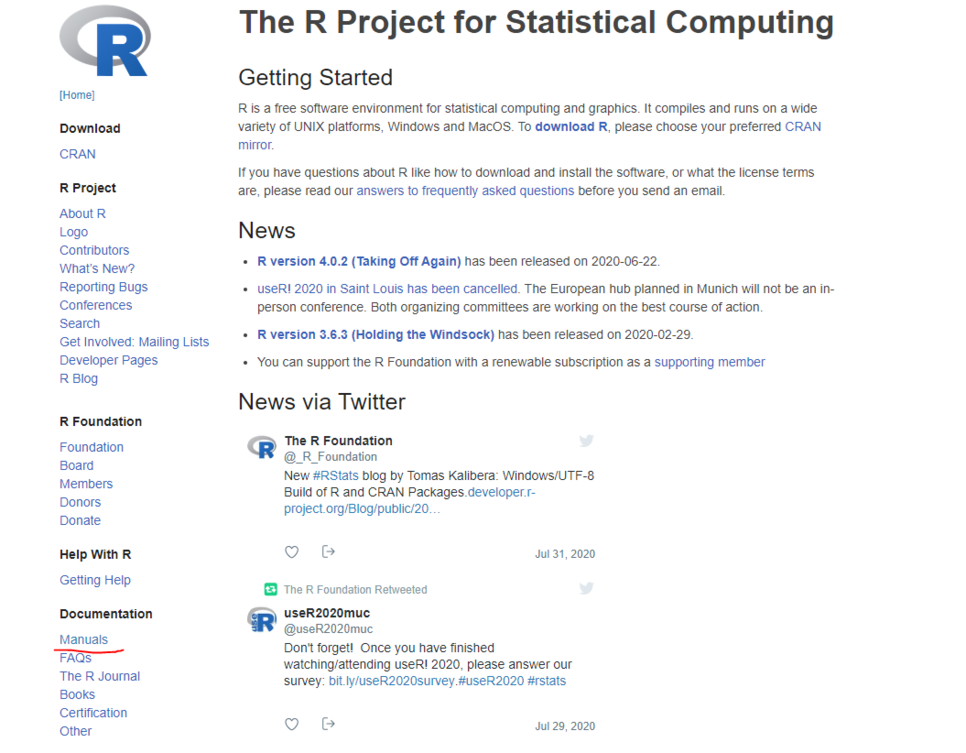 R
The R Project for Statistical Computing
[Home]
Download
CRAN
R Project
About R
Logo
Contributors
What's New?
Reporting Bugs
Conferences
Search
Get Involved: Mailing Lists
Developer Pages
R Blog
R Foundation
Foundation
Board
Members
Donors
Donate
Help With R
Getting Help
Documentation
Manuals
FAQs
The R Journal
Books
Certification
Other
Getting Started
R is a free software environment for statistical computing and graphics. It compiles and runs on a wide
variety of UNIX platforms, Windows and MacOS. To download R, please choose your preferred CRAN
mirror.
If you have questions about R like how to download and install the software, or what the license terms
are, please read our answers to frequently asked questions before you send an email.
News
• R version 4.0.2 (Taking Off Again) has been released on 2020-06-22.
• useR! 2020 in Saint Louis has been cancelled. The European hub planned in Munich will not be an in-
person conference. Both organizing committees are working on the best course of action.
• R version 3.6.3 (Holding the Windsock) has been released on 2020-02-29.
• You can support the R Foundation with a renewable subscription as a supporting member
News via Twitter
R
The R Foundation
@_R_Foundation
New #RStats blog by Tomas Kalibera: Windows/UTF-8
Build of R and CRAN Packages.developer.r-
project.org/Blog/public/20…
Jul 31, 2020
The R Foundation Retweeted
R
useR2020muc
@useR2020muc
Don't forget! Once you have finished
watching/attending useR! 2020, please answer our
survey: bit.ly/useR2020survey.#useR2020 #rstats
Jul 29, 2020